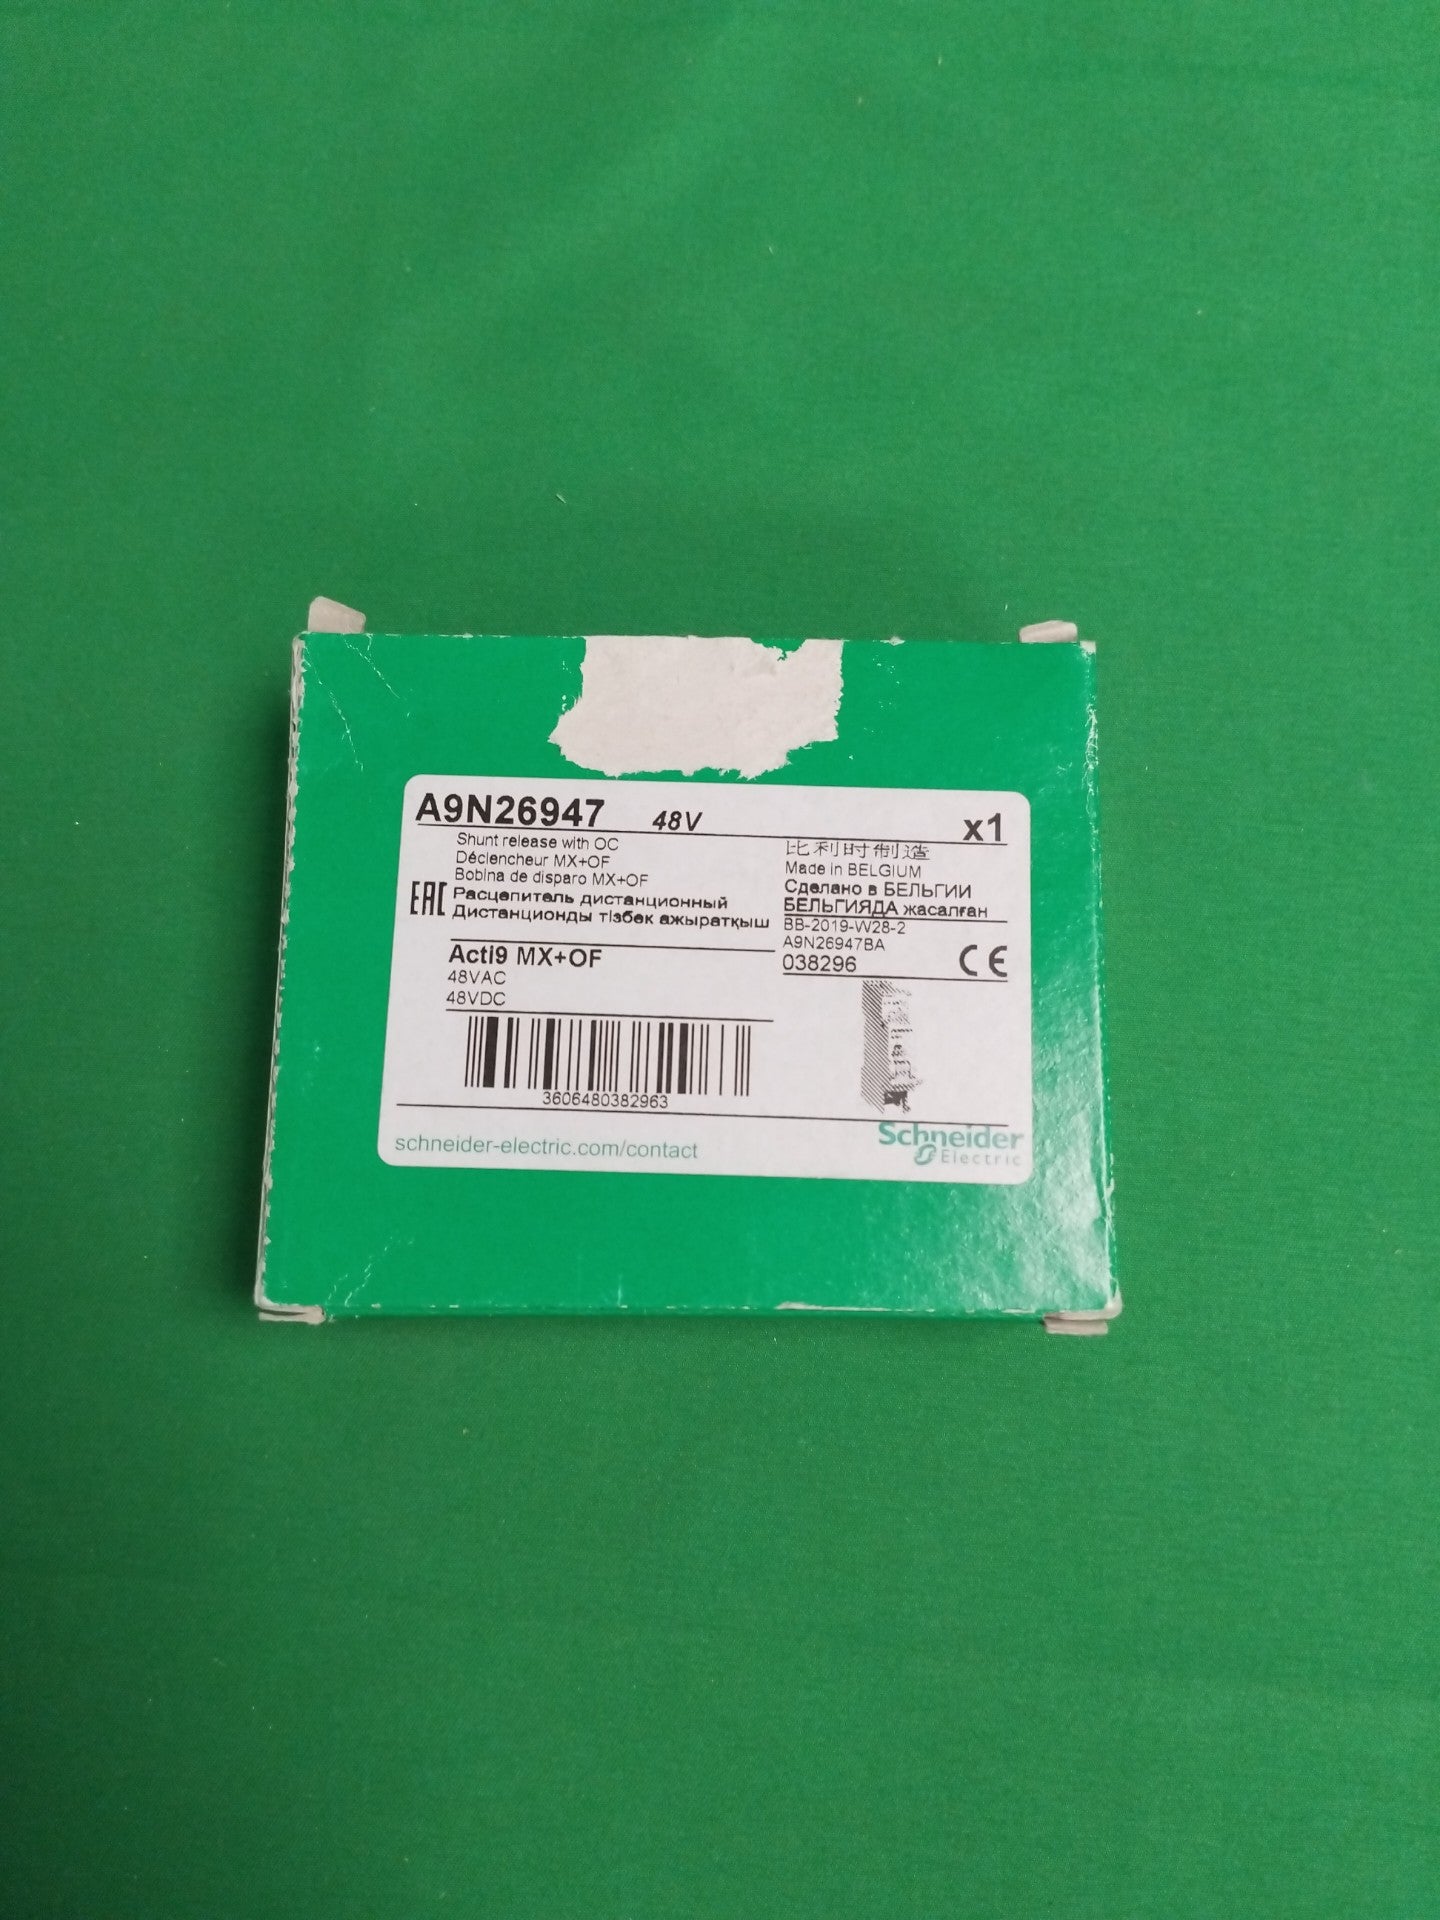 A9N26947 48V x1
Shunt release with OC
Déclencheur MX+OF
Bobina de disparo MX+OF
EAC Расцепитель дистанционный
Дистанционды тізбек ажыратқыш
比利时制造
Made in BELGIUM
Сделано в БЕЛЬГИИ
БЕЛЬГИЯДА жасалған
BB-2019-W28-2
A9N26947BA
038296 CE
Acti9 MX+OF
48VAC
48VDC
3606480382963
schneider-electric.com/contact
Schneider
Electric